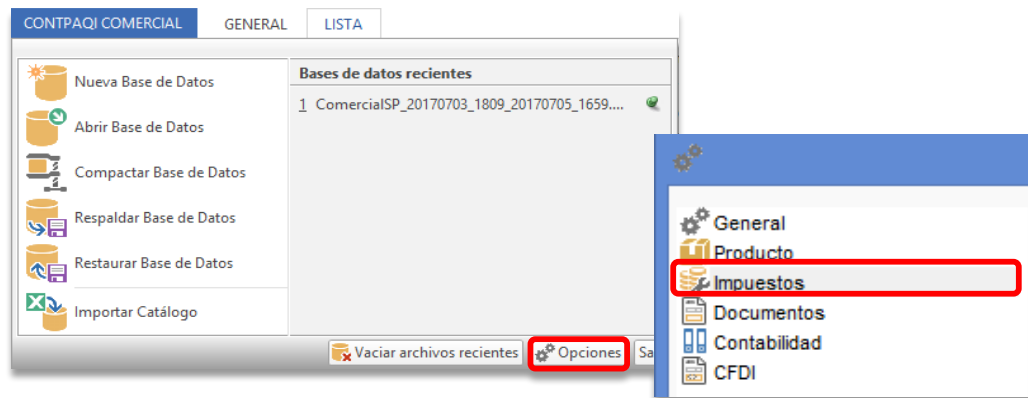 CONTPAQI COMERCIAL GENERAL LISTA
Nueva Base de Datos
Abrir Base de Datos
Compactar Base de Datos
Respaldar Base de Datos
Restaurar Base de Datos
Importar Catálogo
Bases de datos recientes
1 ComercialSP_20170703_1809_20170705_1659....
Vaciar archivos recientes Opciones Sa
General
Producto
Impuestos
Documentos
Contabilidad
CFDI